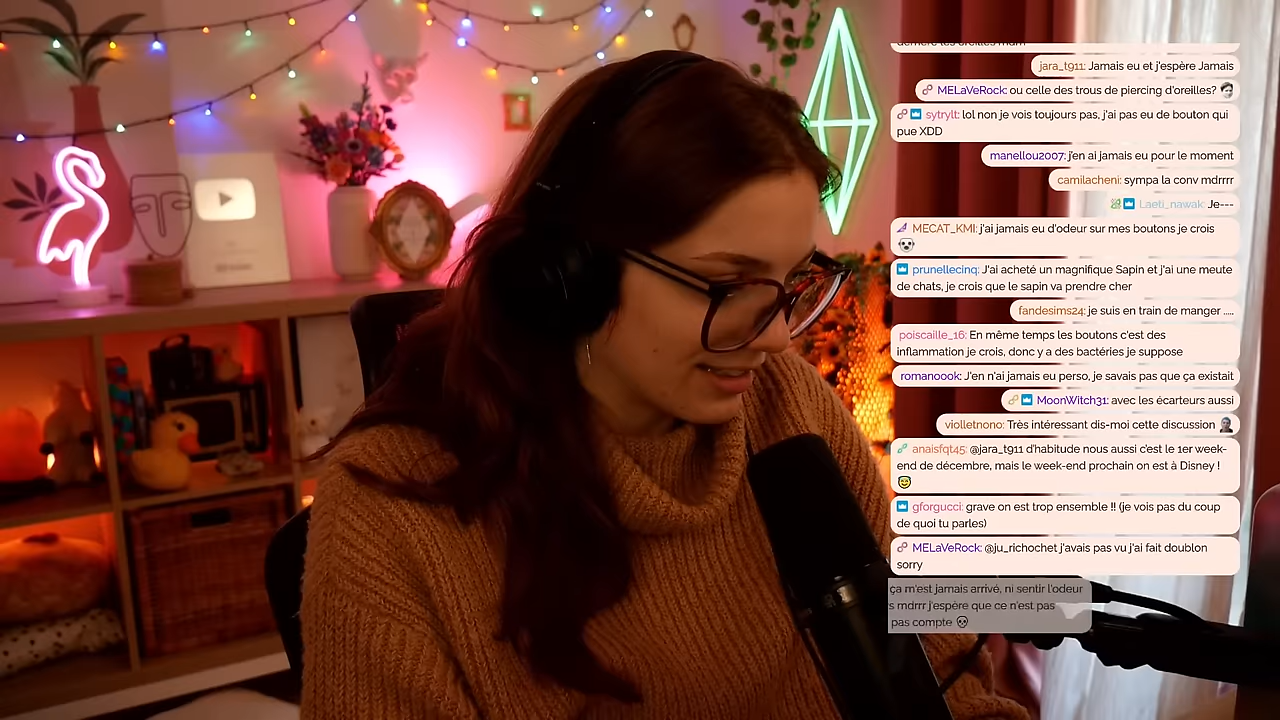 derrière les oreilles mdrr
jara_t911: Jamais eu et j'espère Jamais
MELaVeRock: ou celle des trous de piercing d'oreilles?
sytrylt: lol non je vois toujours pas, j'ai pas eu de bouton qui
pue XDD
manellou2007: j'en ai jamais eu pour le moment
camilacheni: sympa la conv mdrrrr
Laeti_nawak: Je---
MECAT_KMI: j'ai jamais eu d'odeur sur mes boutons je crois
prunellecinq: J'ai acheté un magnifique Sapin et j'ai une meute
de chats, je crois que le sapin va prendre cher
fandesims24: je suis en train de manger .....
poiscaille_16: En même temps les boutons c'est des
inflammation je crois, donc y a des bactéries je suppose
romanoook: J'en n'ai jamais eu perso, je savais pas que ça existait
MoonWitch31: avec les écarteurs aussi
violletnono: Très intéressant dis-moi cette discussion
anaisfqt45: @jara_t911 d'habitude nous aussi c'est le 1er week-
end de décembre, mais le week-end prochain on est à Disney !
gforgucci: grave on est trop ensemble !! (je vois pas du coup
de quoi tu parles)
MELaVeRock: @ju_richochet j'avais pas vu j'ai fait doublon
sorry
ça m'est jamais arrivé, ni sentir l'odeur
s mdrrr j'espère que ce n'est pas
pas compte